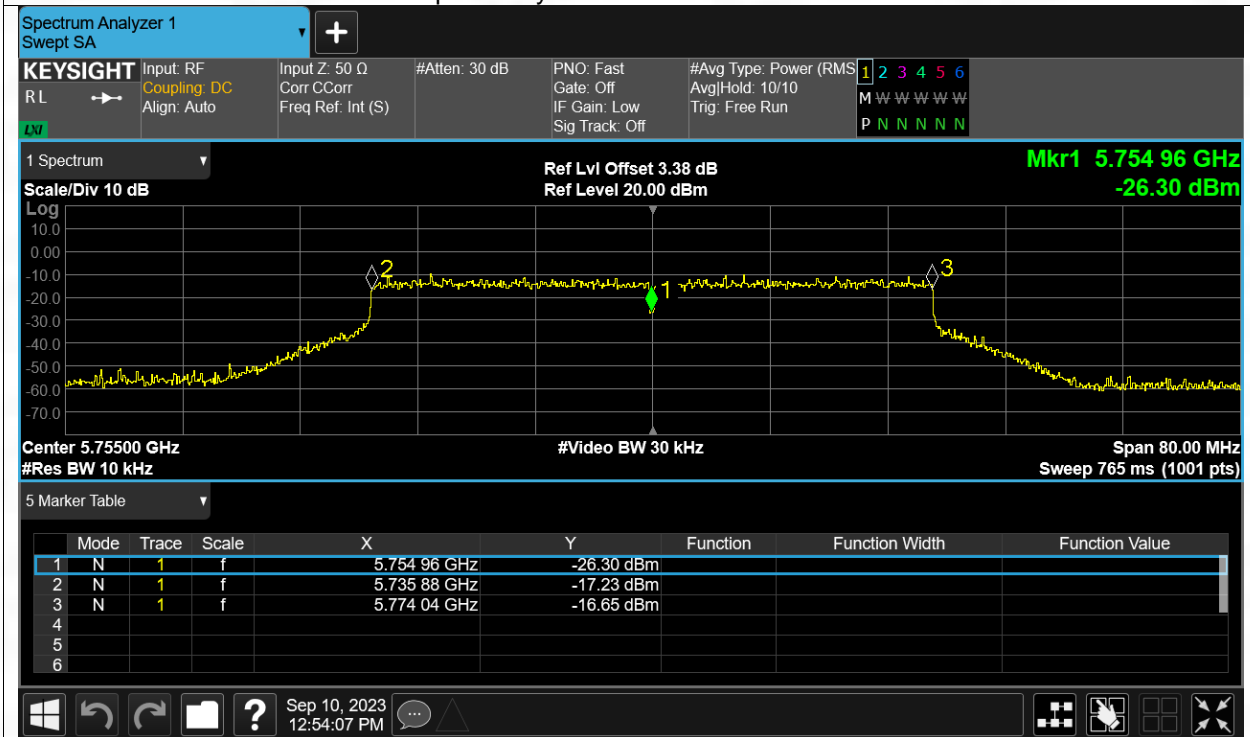 Spectrum Analyzer 1
Swept SA
+
KEYSIGHT Input: RF Input Z: 50 Ω #Atten: 30 dB PNO: Fast #Avg Type: Power (RMS 1 2 3 4 5 6
RL Coupling: DC Corr CCorr Gate: Off Avg|Hold: 10/10 M W W W W W
Align: Auto Freq Ref: Int (S) IF Gain: Low Trig: Free Run
LXI Sig Track: Off P N N N N N
1 Spectrum Ref Lvl Offset 3.38 dB Mkr1 5.754 96 GHz
Scale/Div 10 dB Ref Level 20.00 dBm -26.30 dBm
Log
10.0
0.00
-10.0 2 3
-20.0 1
-30.0
-40.0
-50.0
-60.0
-70.0
Center 5.75500 GHz #Video BW 30 kHz Span 80.00 MHz
#Res BW 10 kHz Sweep 765 ms (1001 pts)
5 Marker Table
Mode Trace Scale X Y Function Function Width Function Value
1 N 1 f 5.754 96 GHz -26.30 dBm
2 N 1 f 5.735 88 GHz -17.23 dBm
3 N 1 f 5.774 04 GHz -16.65 dBm
4
5
6
? Sep 10, 2023
12:54:07 PM